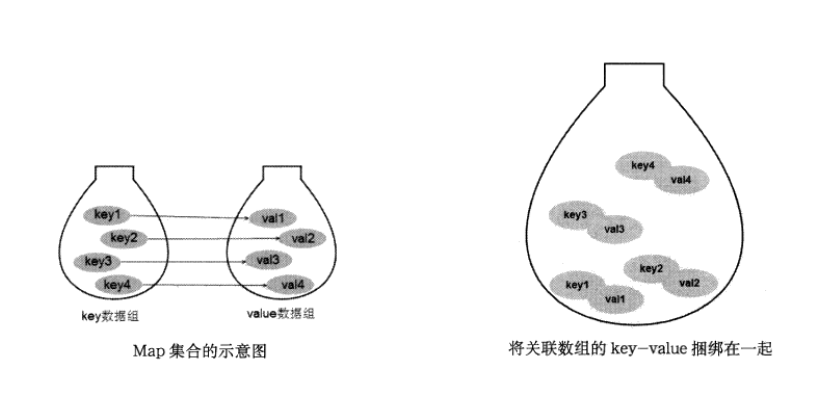 key1
val1
key2
val2
key3
val3
key4
val4
key数据组
value数据组
Map 集合的示意图
key4
val4
key3
val3
key2
key1
val2
val1
将关联数组的 key-value 捆绑在一起